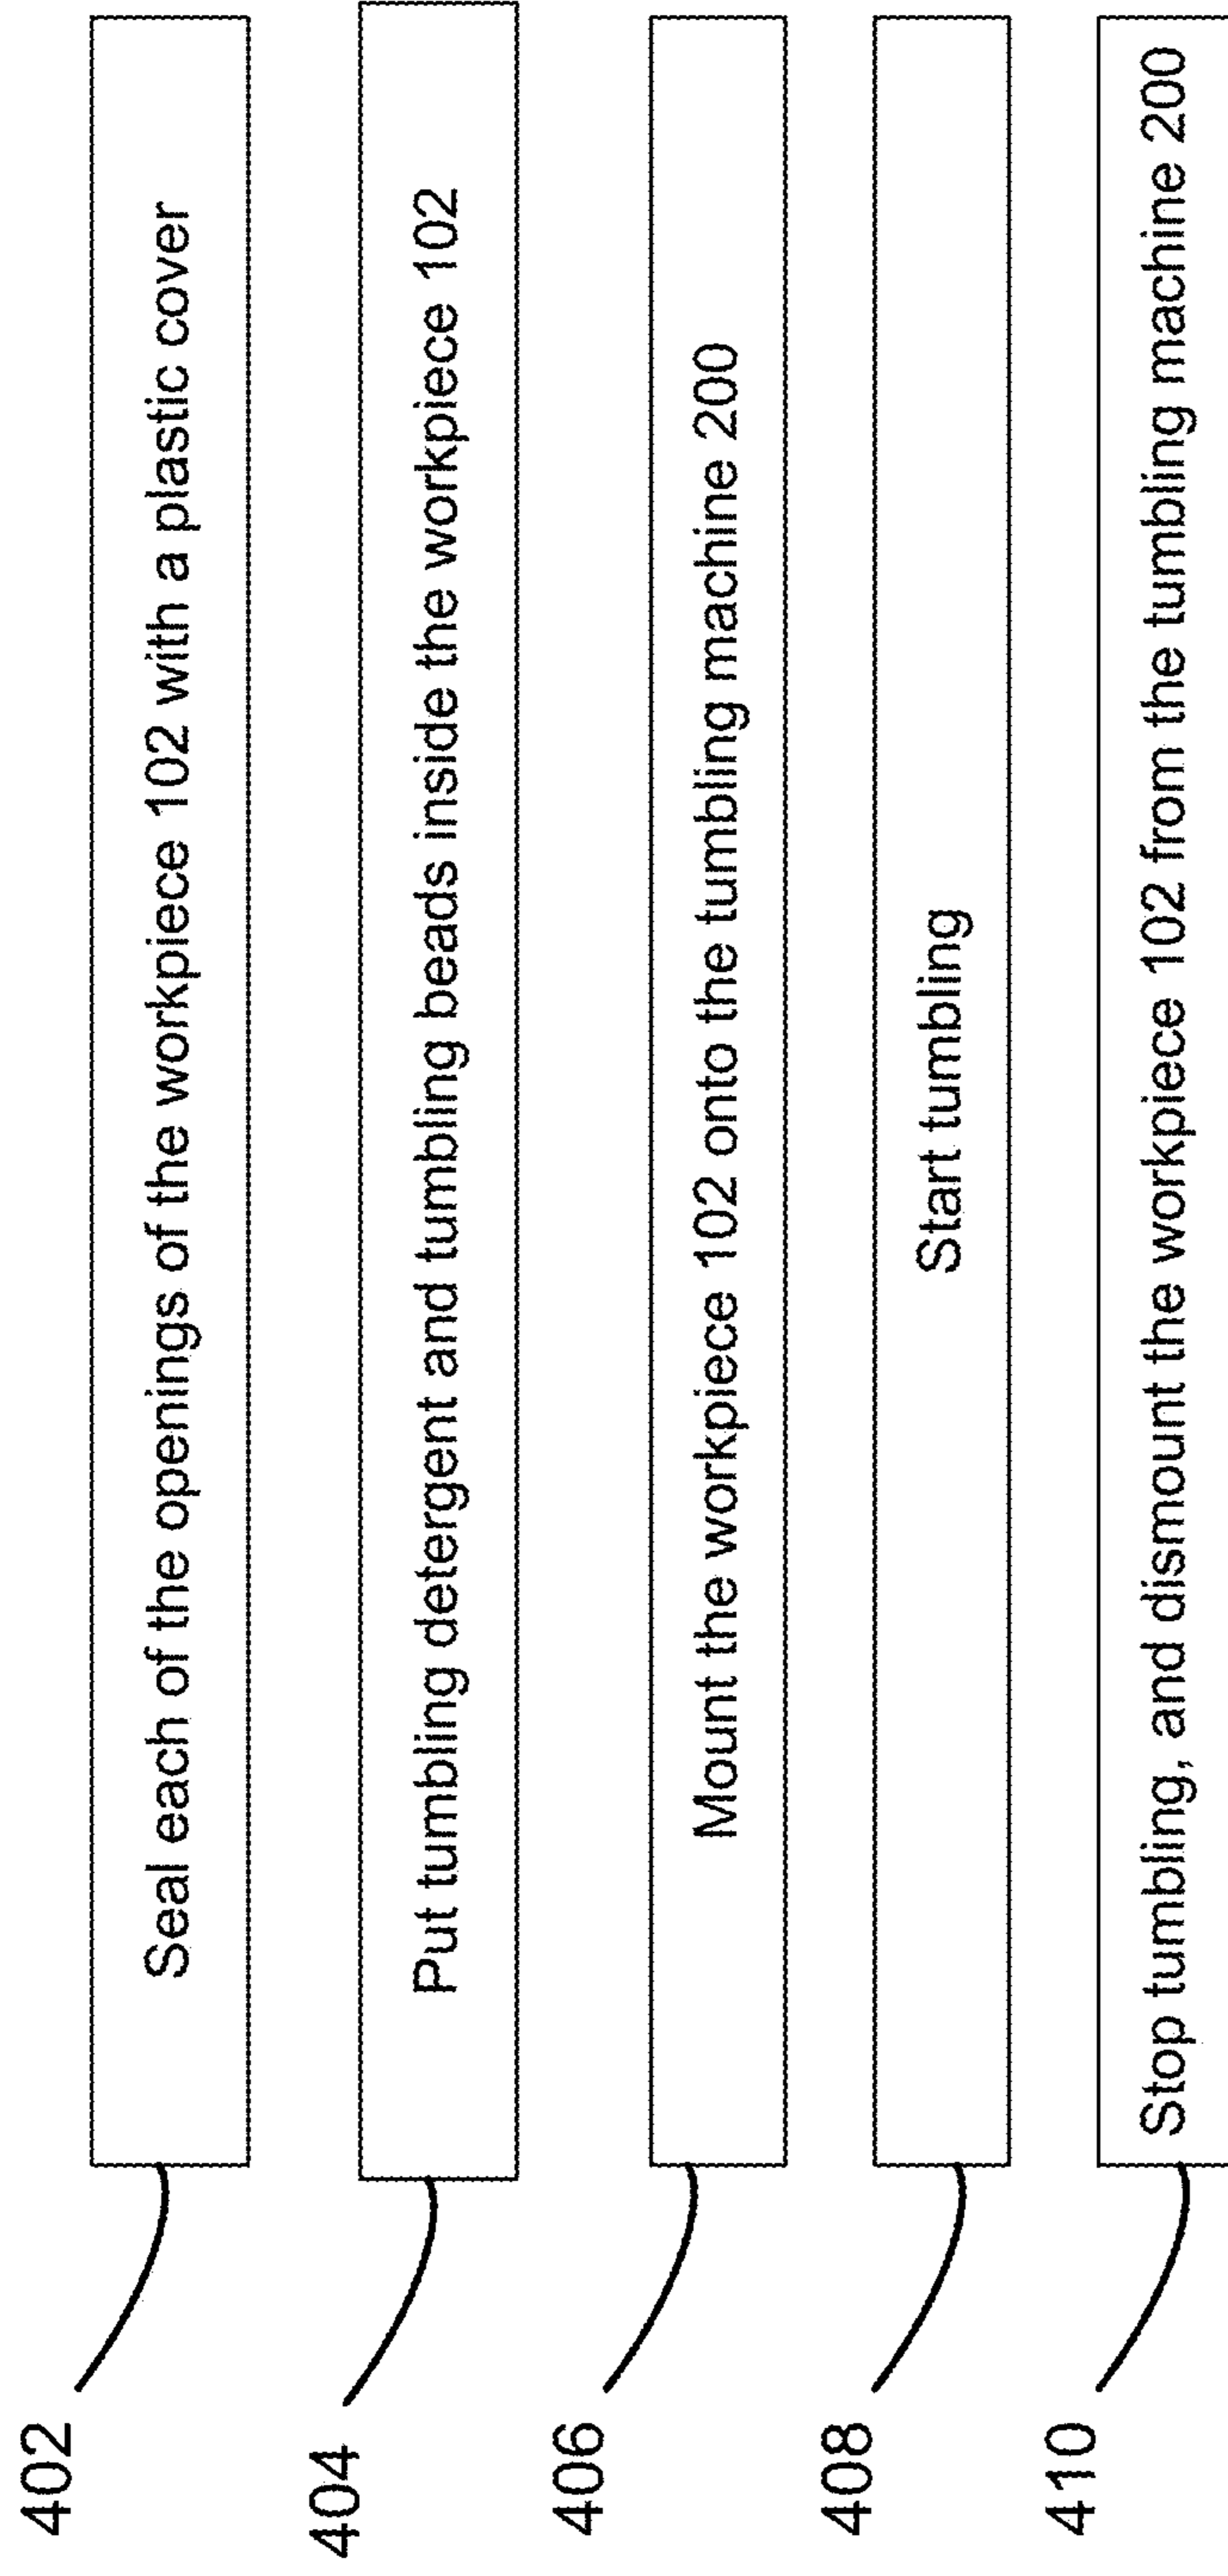 402
Seal each of the openings of the workpiece 102 with a plastic cover
404
Put tumbling detergent and tumbling beads inside the workpiece 102
406
Mount the workpiece 102 onto the tumbling machine 200
408
Start tumbling
410
Stop tumbling, and dismount the workpiece 102 from the tumbling machine 200